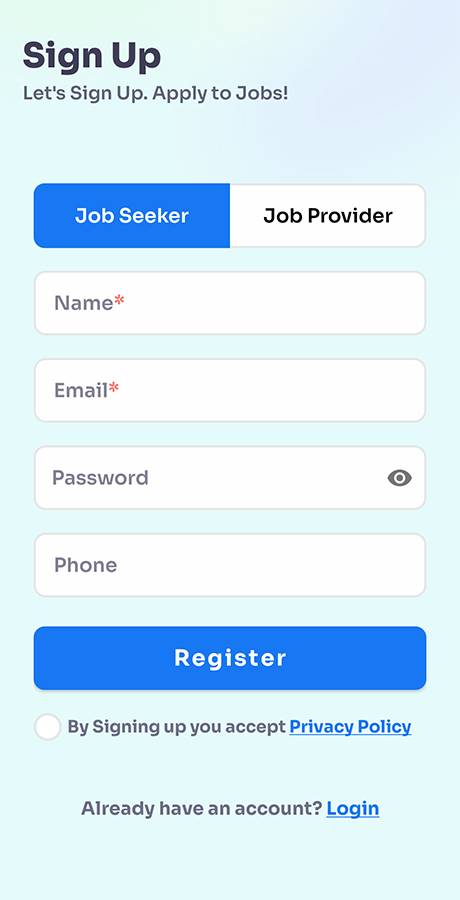 Sign Up
Let's Sign Up. Apply to Jobs!
Job Seeker Job Provider
Name*
Email*
Password
Phone
Register
By Signing up you accept Privacy Policy
Already have an account? Login